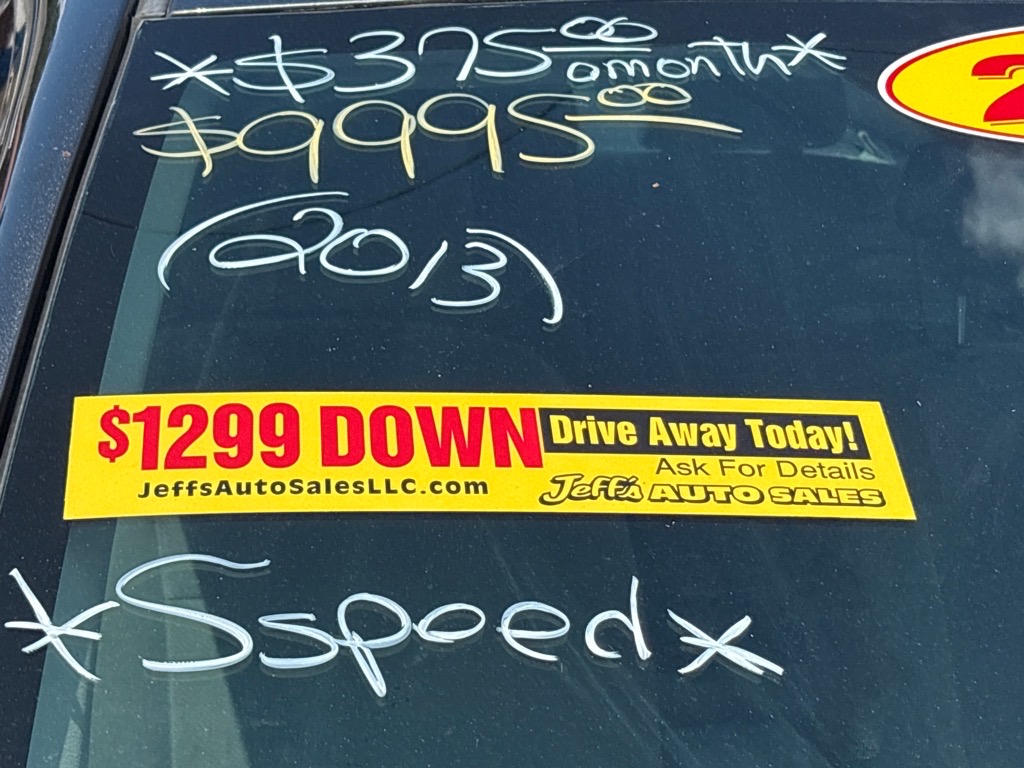 *$375.00
a month*
$9995.00
2
(2013)
$1299 DOWN
Drive Away Today!
Ask For Details
JeffsAutoSalesLLC.com
Jeff's AUTO SALES
*5speed*